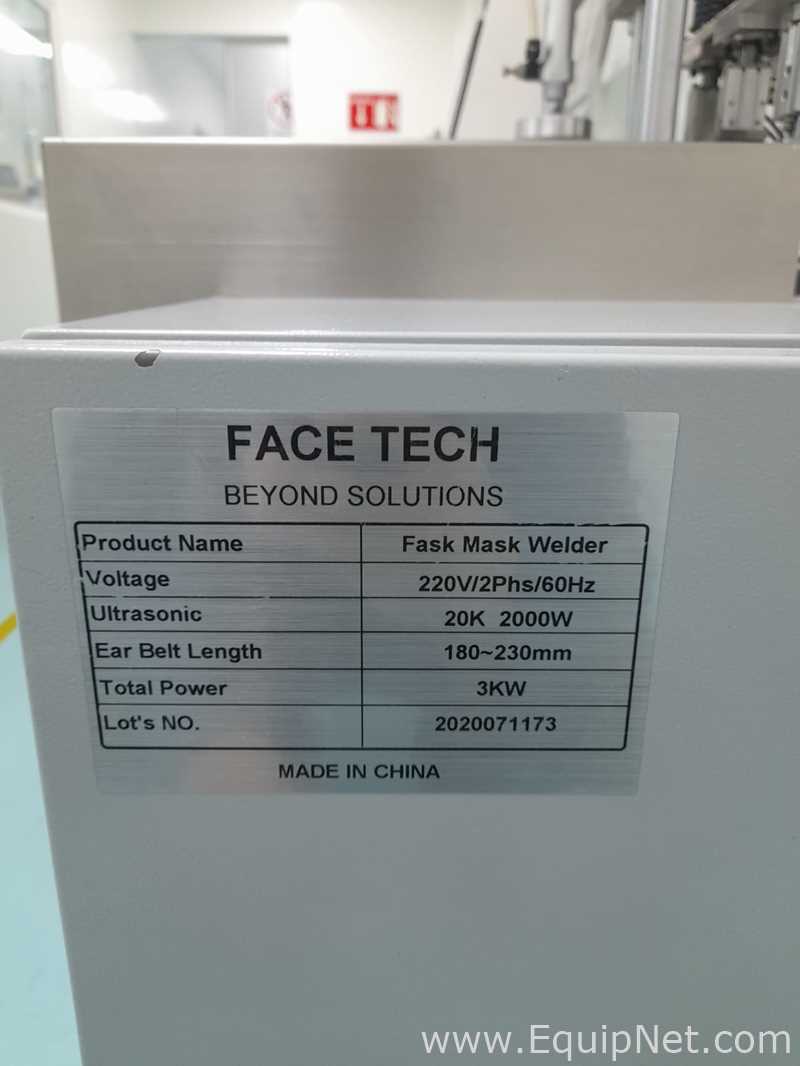 FACE TECH
BEYOND SOLUTIONS
Product Name Fask Mask Welder
Voltage 220V/2Phs/60Hz
Ultrasonic 20K 2000W
Ear Belt Length 180~230mm
Total Power 3KW
Lot's NO. 2020071173
MADE IN CHINA
www.EquipNet.com